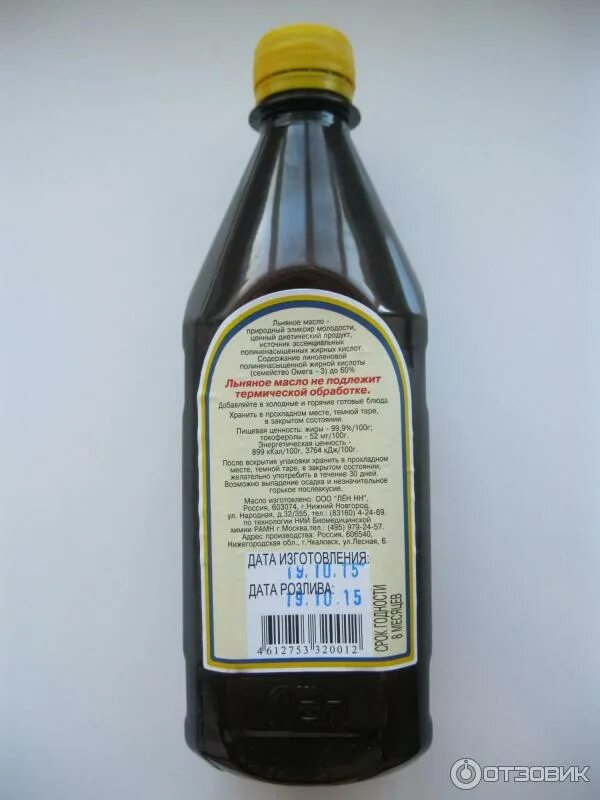 Льняное масло -
природный эликсир молодости,
ценный диетический продукт,
источник эссенциальных
полиненасыщенных жирных кислот.
Содержание линоленовой
полиненасыщенной жирной кислоты
(семейство Омега - 3) до 60%
Льняное масло не подлежит
термической обработке.
Добавляйте в холодные и горячие готовые блюда.
Хранить в прохладном месте, темной таре,
в закрытом состоянии.
Пищевая ценность: жиры - 99,9%/100г;
токоферолы - 52 мг/100г.
Энергетическая ценность -
899 кКал/100г, 3764 кДж/100г.
После вскрытия упаковки хранить в прохладном
месте, темной таре, в закрытом состоянии,
желательно употребить в течение 30 дней.
Возможно выпадение осадка и незначительное
горькое послевкусие.
Масло изготовлено: ООО "ЛЁН НН",
Россия, 603074, г.Нижний Новгород,
ул. Народная, д.32/355, тел.: (83160) 4-24-69.
по технологии НИИ Биомедицинской
химии РАМН г.Москва,тел.: (495) 979-24-57.
Адрес производства: Россия, 606540,
Нижегородская обл., г.Чкаловск, ул.Лесная, 6.
ДАТА ИЗГОТОВЛЕНИЯ:
19.10.15
ДАТА РОЗЛИВА:
19.10.15
СРОК ГОДНОСТИ
8 МЕСЯЦЕВ
4 612753 320012
ОТЗОВИК